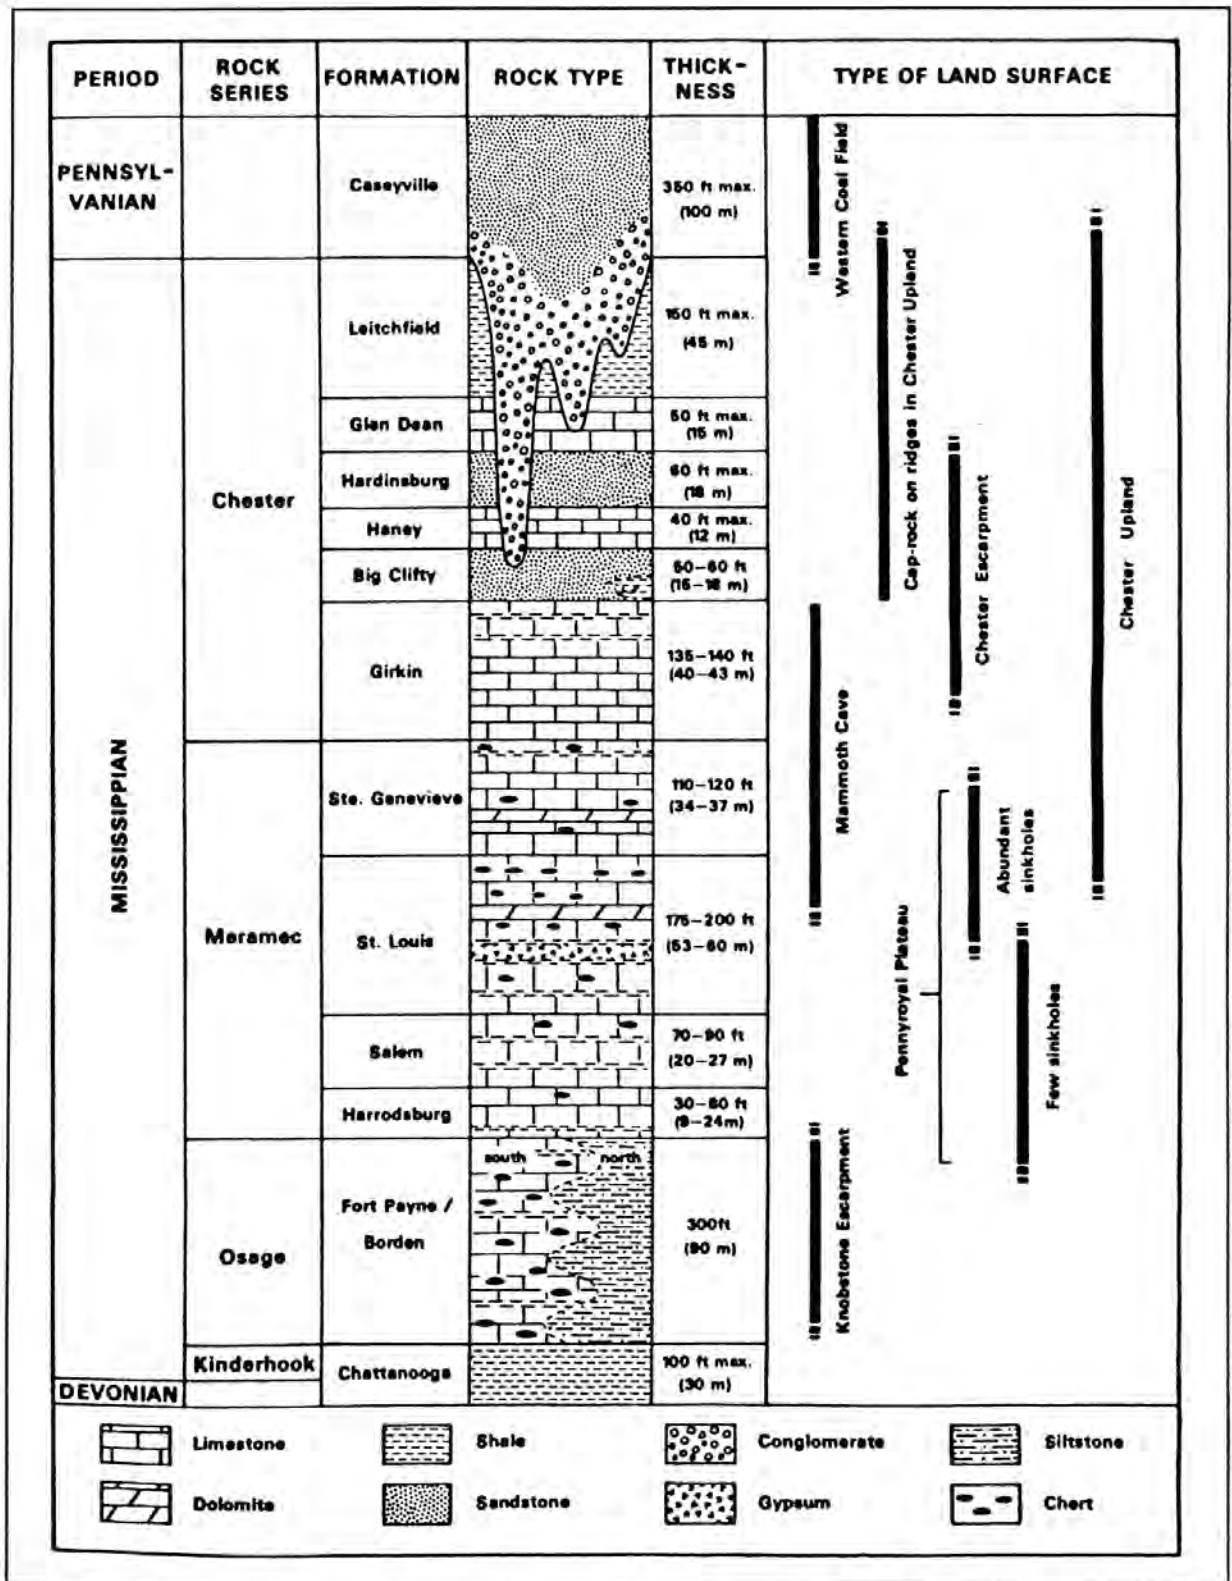 PERIOD
ROCK
SERIES
FORMATION
ROCK TYPE
THICK-
NESS
TYPE OF LAND SURFACE
PENNSYL-
VANIAN
Caseyville
350 ft max.
(100 m)
MISSISSIPPIAN
Chester
Leitchfield
150 ft max.
(45 m)
Glen Dean
50 ft max.
(15 m)
Hardinsburg
60 ft max.
(18 m)
Haney
40 ft max.
(12 m)
Big Clifty
50-60 ft
(15-18 m)
Girkin
135-140 ft
(40-43 m)
Meramec
Ste. Genevieve
110-120 ft
(34-37 m)
St. Louis
175-200 ft
(53-60 m)
Salem
70-90 ft
(20-27 m)
Harrodsburg
30-80 ft
(9-24m)
Osage
Fort Payne /
Borden
south
north
300ft
(90 m)
Kinderhook
Chattanooga
100 ft max.
(30 m)
DEVONIAN
Western Coal Field
Cap-rock on ridges in Chester Upland
Chester Escarpment
Chester Upland
Mammoth Cave
Abundant
sinkholes
Pennyroyal Plateau
Few sinkholes
Knobstone Escarpment
Limestone
Shale
Conglomerate
Siltstone
Dolomite
Sandstone
Gypsum
Chert